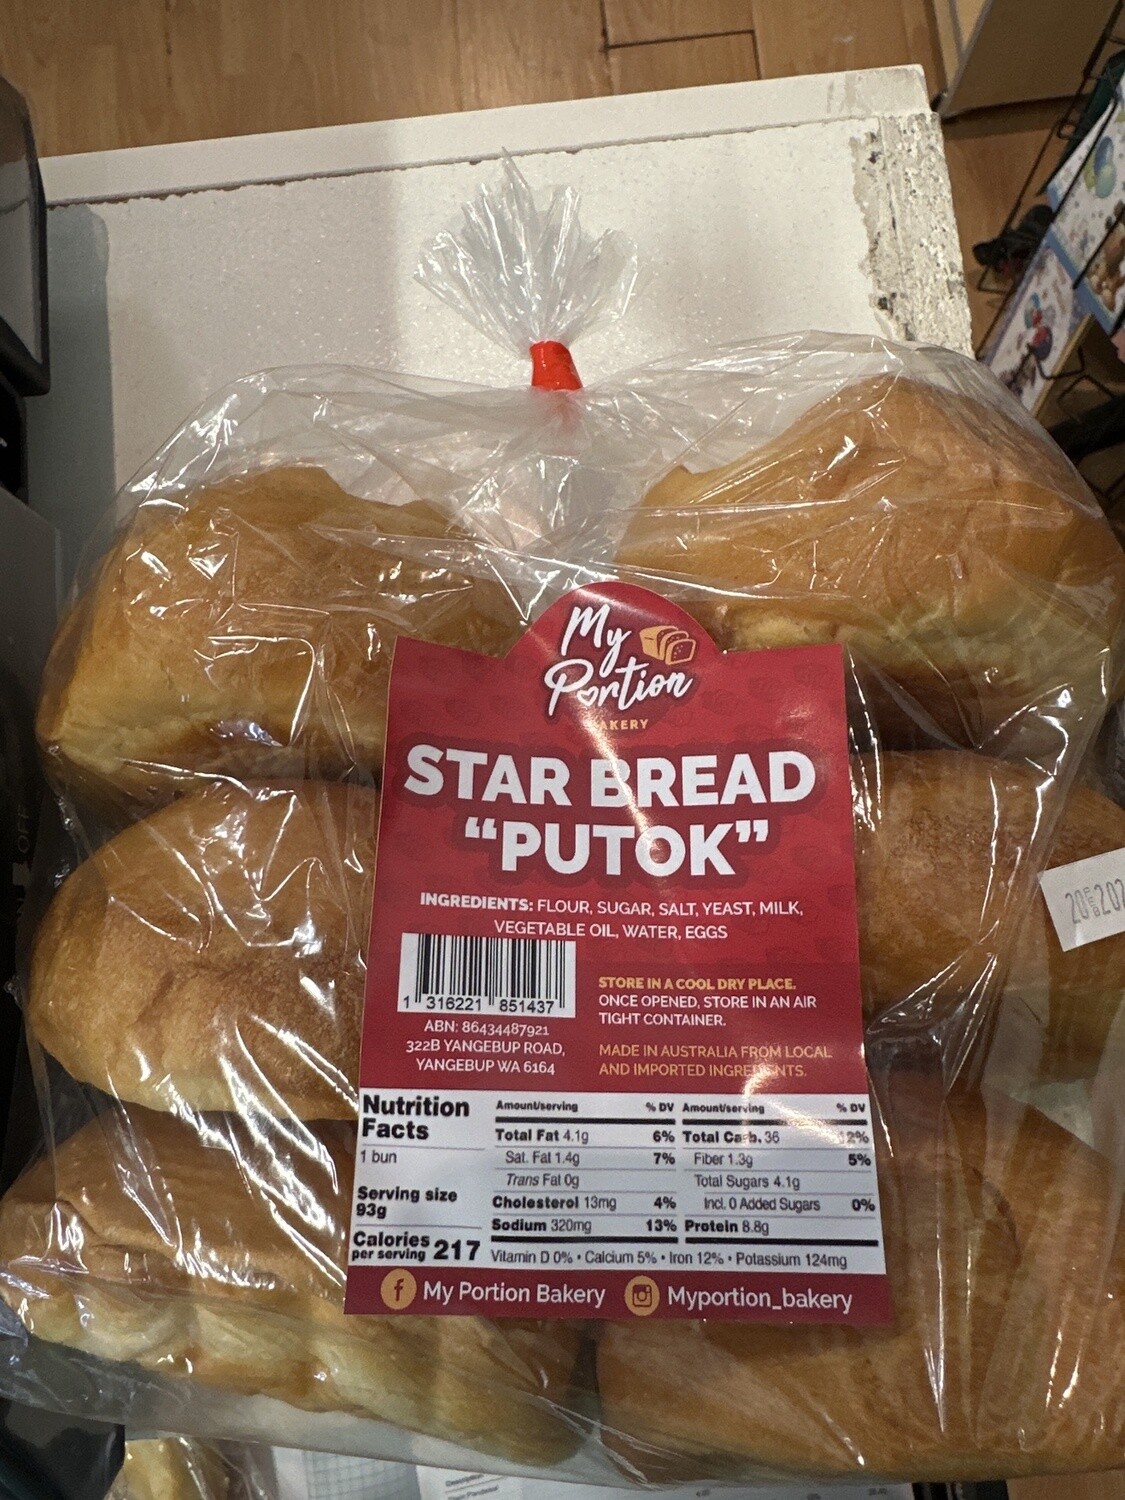 My
Portion
BAKERY
STAR BREAD
"PUTOK"
INGREDIENTS: FLOUR, SUGAR, SALT, YEAST, MILK,
VEGETABLE OIL, WATER, EGGS
1 316221 851437
ABN: 86434487921
322B YANGEBUP ROAD,
YANGEBUP WA 6164
STORE IN A COOL DRY PLACE.
ONCE OPENED, STORE IN AN AIR
TIGHT CONTAINER.
MADE IN AUSTRALIA FROM LOCAL
AND IMPORTED INGREDIENTS.
Nutrition
Facts
1 bun
Serving size
93g
Calories
per serving 217
Amount/serving % DV
Total Fat 4.1g 6%
Sat. Fat 1.4g 7%
Trans Fat 0g
Cholesterol 13mg 4%
Sodium 320mg 13%
Amount/serving % DV
Total Carb. 36 12%
Fiber 1.3g 5%
Total Sugars 4.1g
Incl. 0 Added Sugars 0%
Protein 8.8g
Vitamin D 0% • Calcium 5% • Iron 12% • Potassium 124mg
f My Portion Bakery
Myportion_bakery
OFF